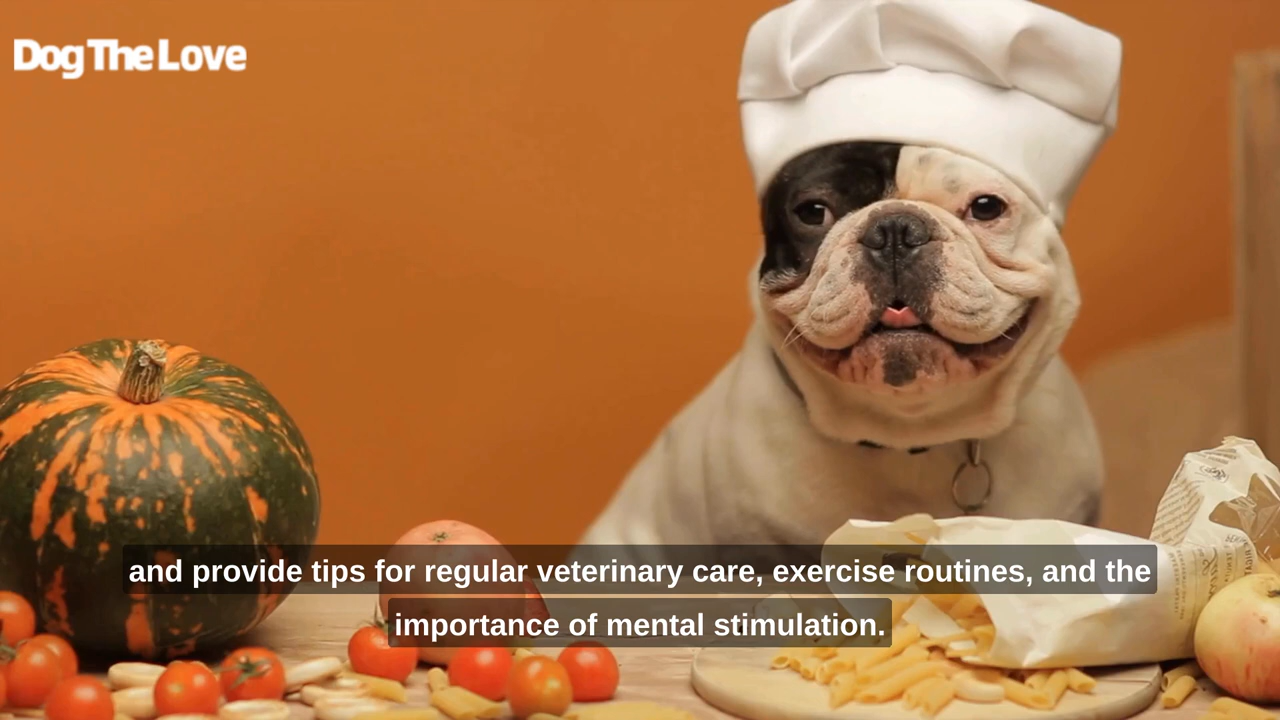 Dog The Love
and provide tips for regular veterinary care, exercise routines, and the
importance of mental stimulation.